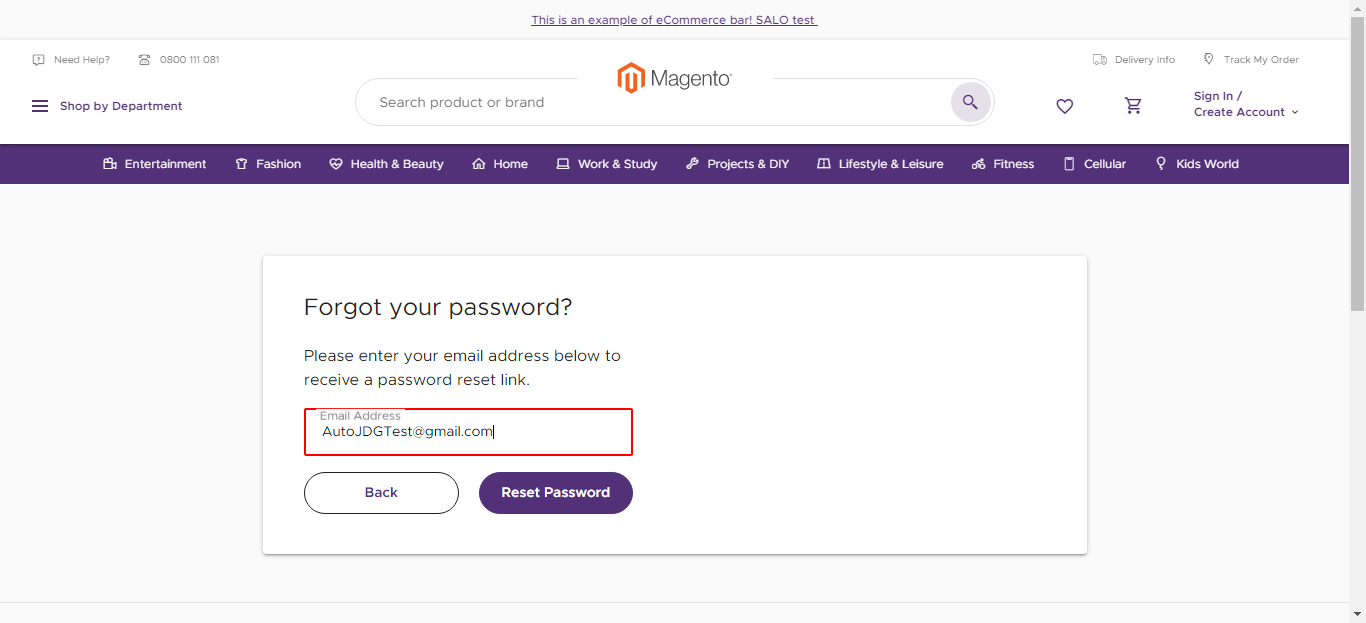 This is an example of eCommerce bar! SALO test
Need Help?
0800 111 081
Magento
Delivery Info
Track My Order
Shop by Department
Search product or brand
Sign In /
Create Account
Entertainment
Fashion
Health & Beauty
Home
Work & Study
Projects & DIY
Lifestyle & Leisure
Fitness
Cellular
Kids World
Forgot your password?
Please enter your email address below to
receive a password reset link.
Email Address
AutoJDGTest@gmail.com
Back
Reset Password